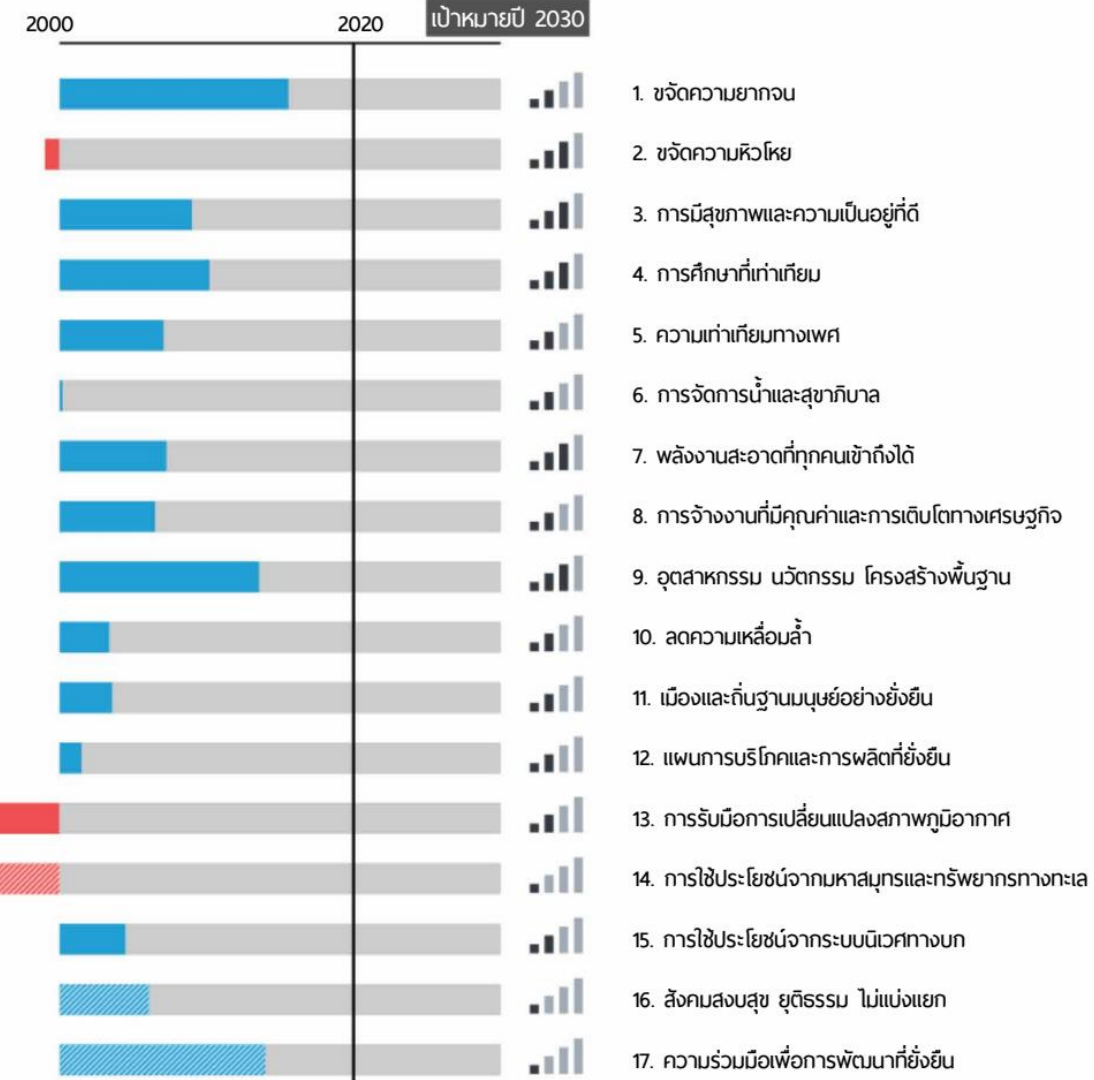 2000 2020 เป้าหมายปี 2030
1. ขจัดความยากจน
2. ขจัดความหิวโหย
3. การมีสุขภาพและความเป็นอยู่ที่ดี
4. การศึกษาที่เท่าเทียม
5. ความเท่าเทียมทางเพศ
6. การจัดการน้ำและสุขาภิบาล
7. พลังงานสะอาดที่ทุกคนเข้าถึงได้
8. การจ้างงานที่มีคุณค่าและการเติบโตทางเศรษฐกิจ
9. อุตสาหกรรม นวัตกรรม โครงสร้างพื้นฐาน
10. ลดความเหลื่อมล้ำ
11. เมืองและถิ่นฐานมนุษย์อย่างยั่งยืน
12. แผนการบริโภคและการผลิตที่ยั่งยืน
13. การรับมือการเปลี่ยนแปลงสภาพภูมิอากาศ
14. การใช้ประโยชน์จากมหาสมุทรและทรัพยากรทางทะเล
15. การใช้ประโยชน์จากระบบนิเวศทางบก
16. สังคมสงบสุข ยุติธรรม ไม่แบ่งแยก
17. ความร่วมมือเพื่อการพัฒนาที่ยั่งยืน